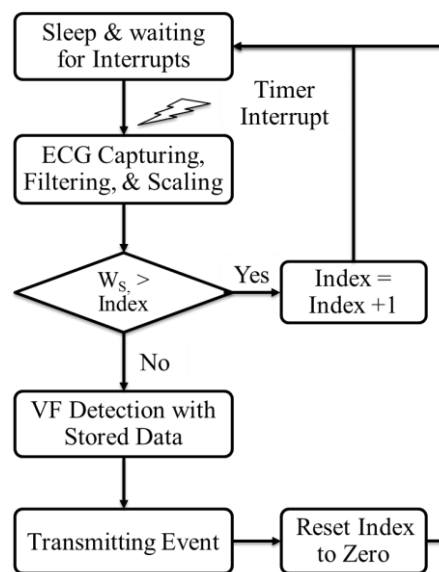 Sleep & waiting
for Interrupts
Timer
Interrupt
ECG Capturing,
Filtering, & Scaling
W_S, >
Index
Yes
Index =
Index +1
No
VF Detection with
Stored Data
Transmitting Event
Reset Index
to Zero